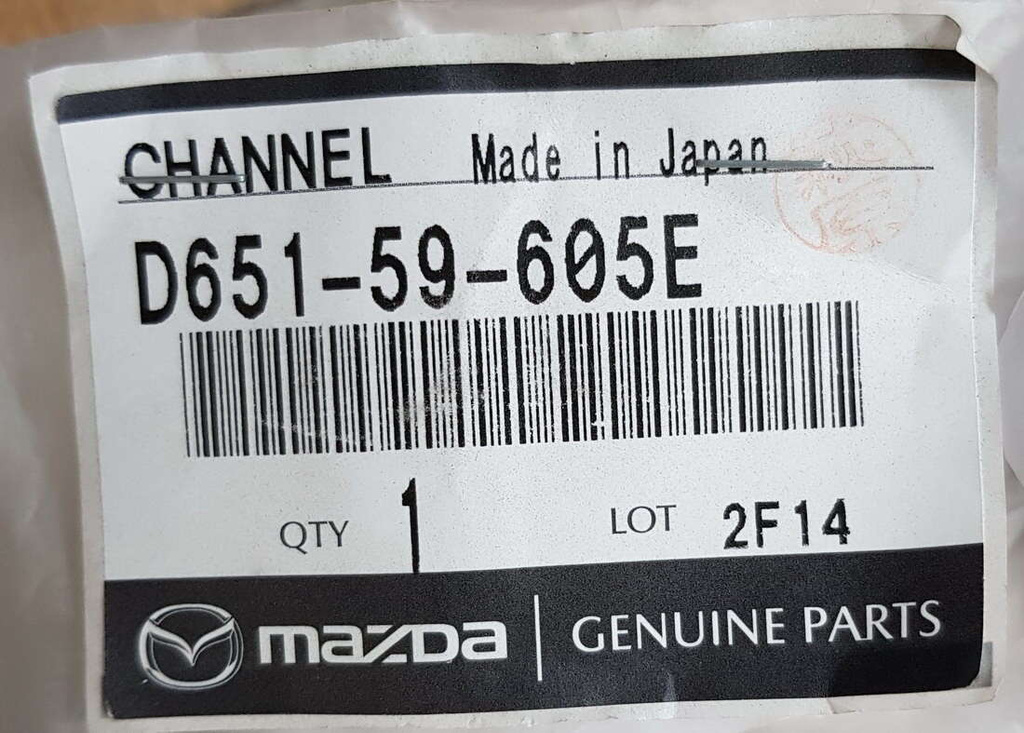 CHANNEL Made in Japan
D651-59-605E
QTY 1 LOT 2F14
mazda GENUINE PARTS